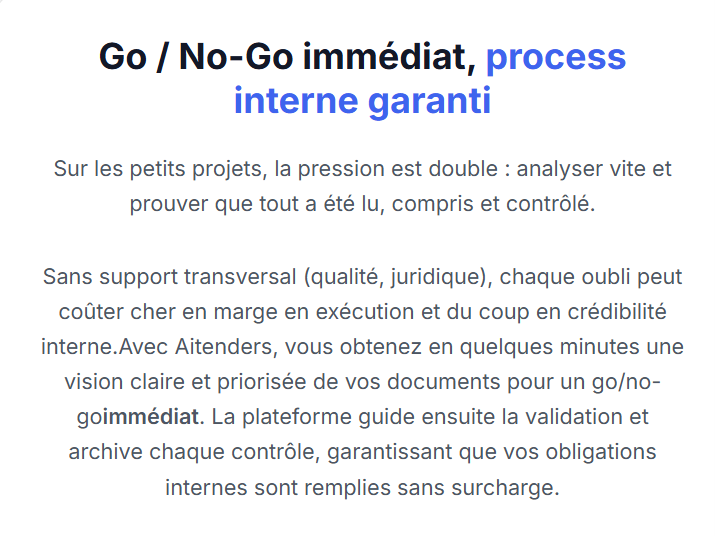 Go / No-Go immédiat, process
interne garanti
Sur les petits projets, la pression est double : analyser vite et
prouver que tout a été lu, compris et contrôlé.
Sans support transversal (qualité, juridique), chaque oubli peut
coûter cher en marge en exécution et du coup en crédibilité
interne.Avec Aitenders, vous obtenez en quelques minutes une
vision claire et priorisée de vos documents pour un go/no-
goimmédiat. La plateforme guide ensuite la validation et
archive chaque contrôle, garantissant que vos obligations
internes sont remplies sans surcharge.